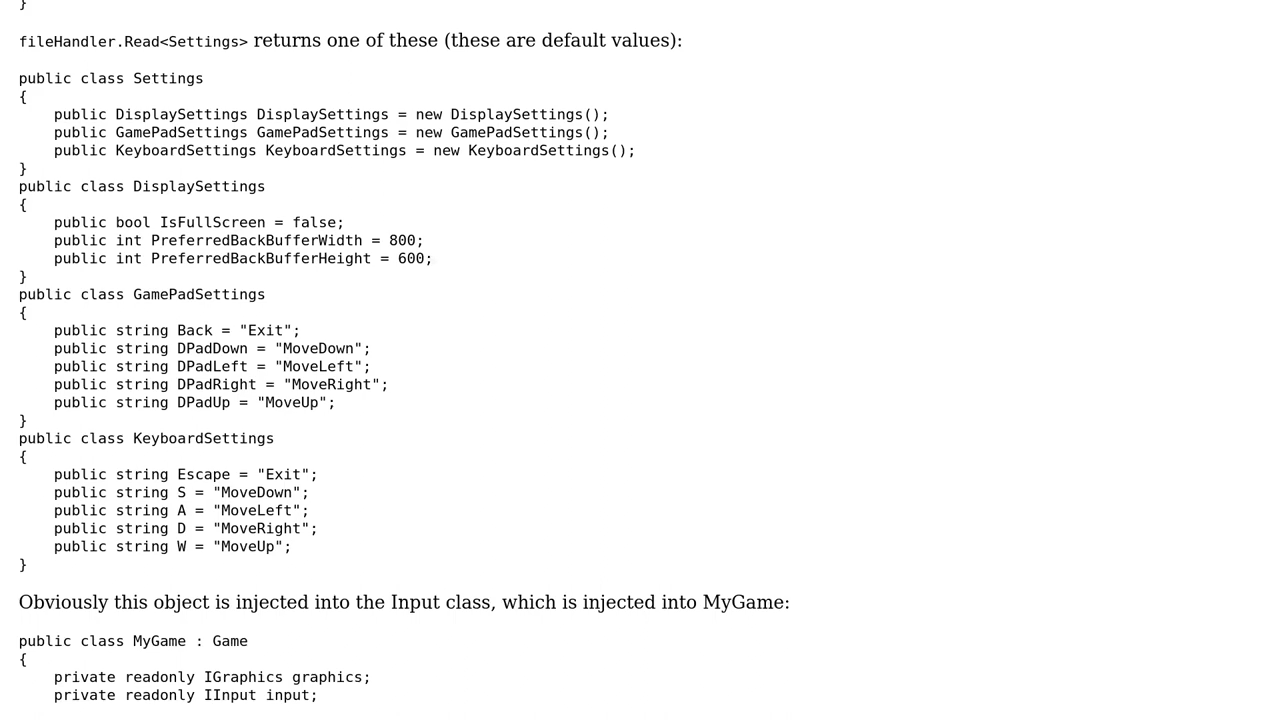 }
fileHandler.Read<Settings> returns one of these (these are default values):
public class Settings
{
    public DisplaySettings DisplaySettings = new DisplaySettings();
    public GamePadSettings GamePadSettings = new GamePadSettings();
    public KeyboardSettings KeyboardSettings = new KeyboardSettings();
}
public class DisplaySettings
{
    public bool IsFullScreen = false;
    public int PreferredBackBufferWidth = 800;
    public int PreferredBackBufferHeight = 600;
}
public class GamePadSettings
{
    public string Back = "Exit";
    public string DPadDown = "MoveDown";
    public string DPadLeft = "MoveLeft";
    public string DPadRight = "MoveRight";
    public string DPadUp = "MoveUp";
}
public class KeyboardSettings
{
    public string Escape = "Exit";
    public string S = "MoveDown";
    public string A = "MoveLeft";
    public string D = "MoveRight";
    public string W = "MoveUp";
}
Obviously this object is injected into the Input class, which is injected into MyGame:
public class MyGame : Game
{
    private readonly IGraphics graphics;
    private readonly IInput input;